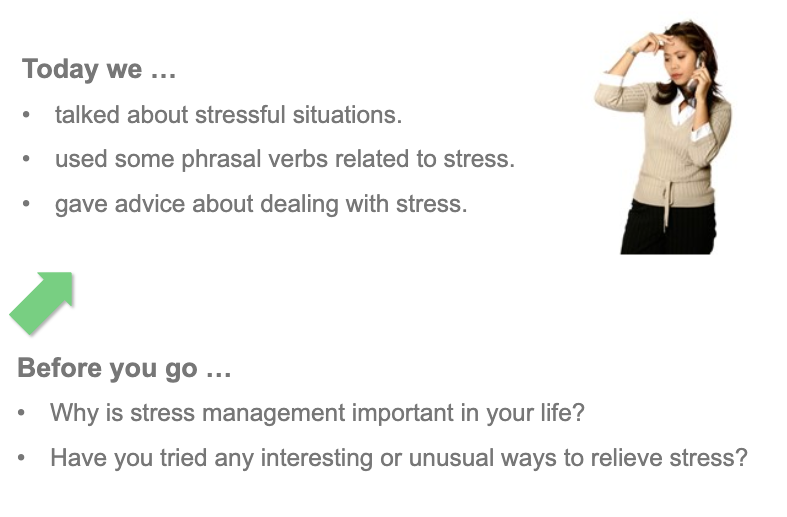 Today we …
• talked about stressful situations.
• used some phrasal verbs related to stress.
• gave advice about dealing with stress.
Before you go …
• Why is stress management important in your life?
• Have you tried any interesting or unusual ways to relieve stress?